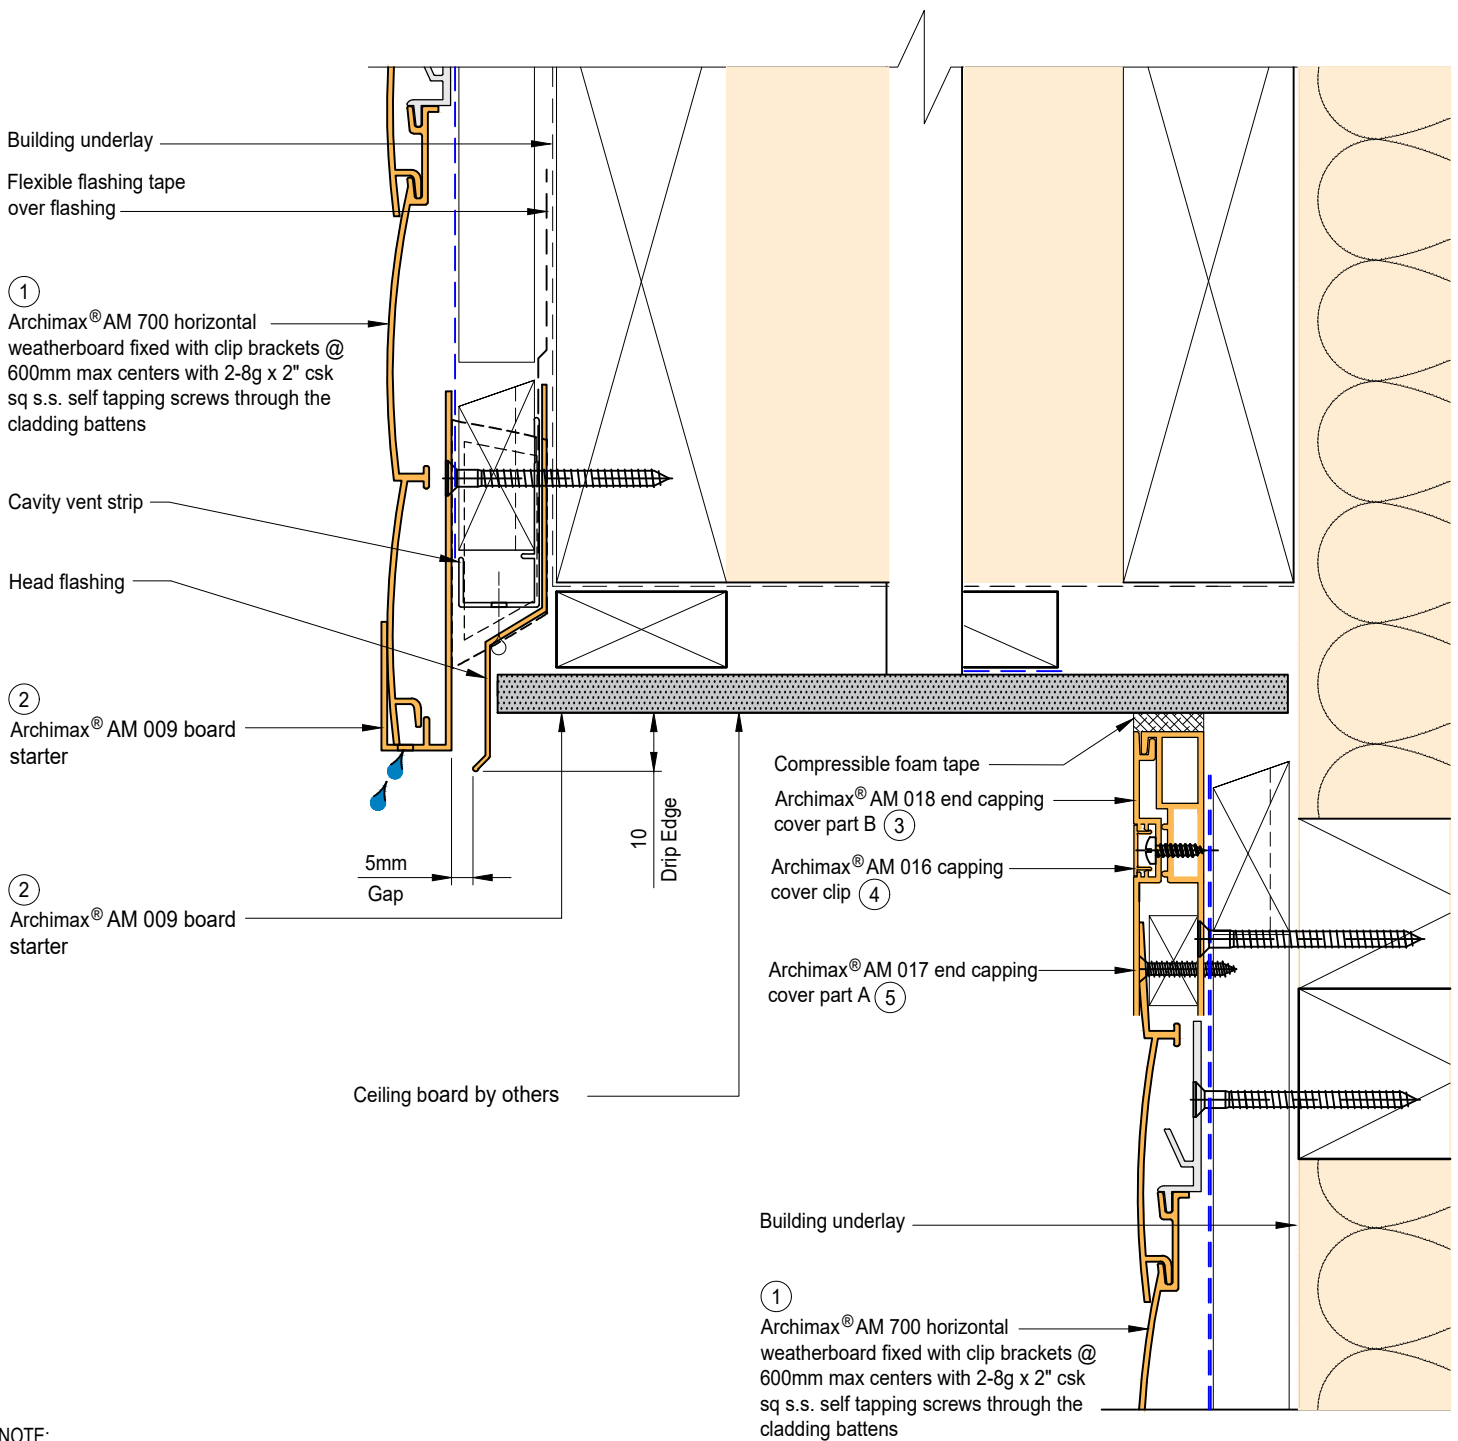 Building underlay
Flexible flashing tape
over flashing
1
Archimax® AM 700 horizontal
weatherboard fixed with clip brackets @
600mm max centers with 2-8g x 2" csk
sq s.s. self tapping screws through the
cladding battens
Cavity vent strip
Head flashing
2
Archimax® AM 009 board
starter
5mm
Gap
10
Drip Edge
2
Archimax® AM 009 board
starter
Compressible foam tape
Archimax® AM 018 end capping
cover part B 3
Archimax® AM 016 capping
cover clip 4
Archimax® AM 017 end capping
cover part A 5
Ceiling board by others
Building underlay
1
Archimax® AM 700 horizontal
weatherboard fixed with clip brackets @
600mm max centers with 2-8g x 2" csk
sq s.s. self tapping screws through the
cladding battens
NOTE: